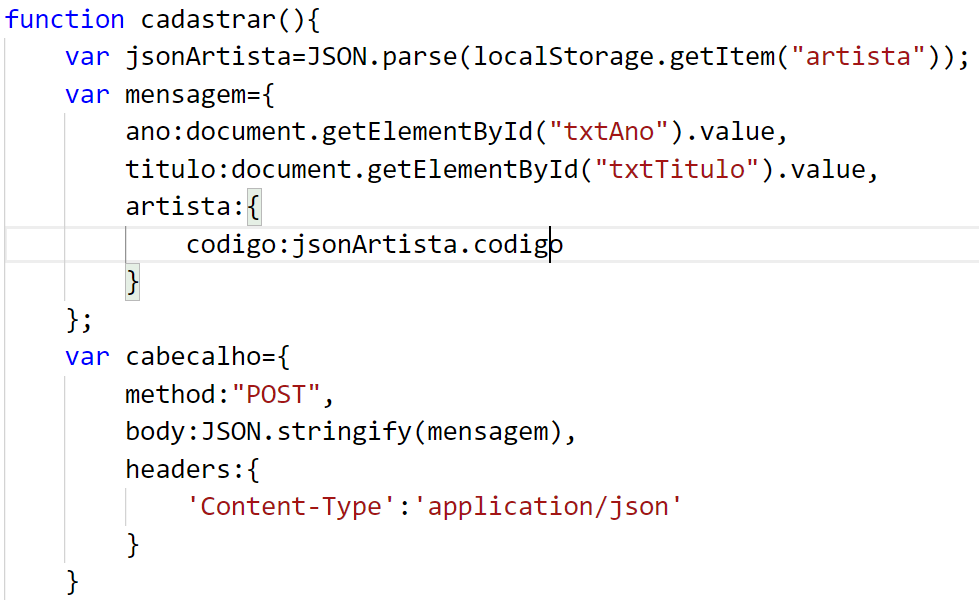 function cadastrar(){
    var jsonArtista=JSON.parse(localStorage.getItem("artista"));
    var mensagem={
        ano:document.getElementById("txtAno").value,
        titulo:document.getElementById("txtTitulo").value,
        artista:{
            codigo:jsonArtista.codigo
        }
    };
    var cabecalho={
        method:"POST",
        body:JSON.stringify(mensagem),
        headers:{
            'Content-Type':'application/json'
        }
    }